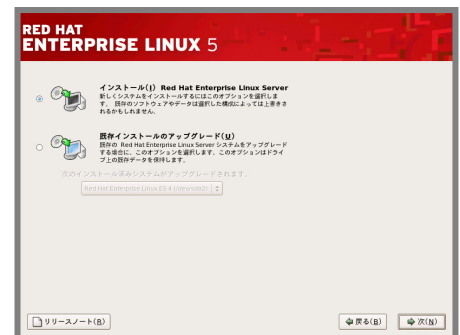 RED HAT
ENTERPRISE LINUX 5
インストール(I) Red Hat Enterprise Linux Server
新しくシステムをインストールするにはこのオプションを選択しま
す。 既存のソフトウェアやデータは選択した構成によっては上書きさ
れるかもしれません。
既存インストールのアップグレード(U)
既存の Red Hat Enterprise Linux Server システムをアップグレード
する場合に、このオプションを選択します。このオプションはドライ
ブ上の既存データを保持します。
次のインストール済みシステムがアップグレードされます。
Red Hat Enterprise Linux ES 4 (/dev/sda2)
リリースノート(R)
戻る(B)
次(N)